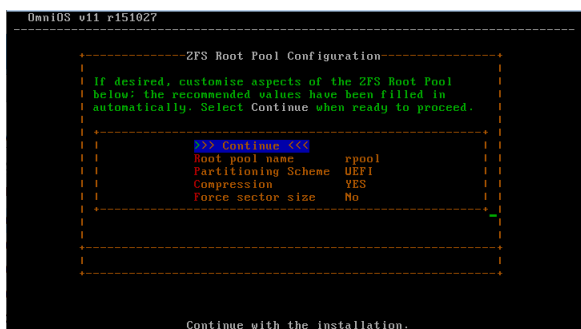 OmniOS v11 r151027
ZFS Root Pool Configuration
If desired, customise aspects of the ZFS Root Pool
below; the recommended values have been filled in
automatically. Select Continue when ready to proceed.
>>> Continue <<<
Root pool name rpool
Partitioning Scheme UEFI
Compression YES
Force sector size No
Continue with the installation.